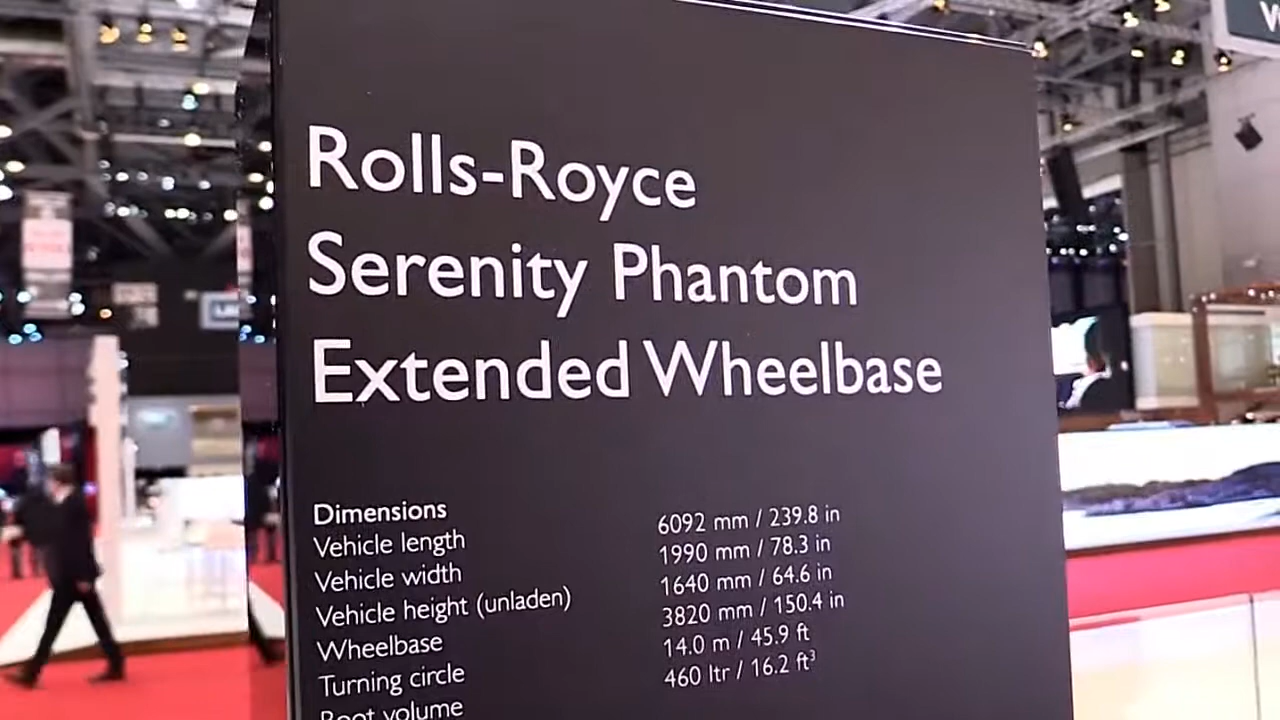 Rolls-Royce
Serenity Phantom
Extended Wheelbase
Dimensions
Vehicle length 6092 mm / 239.8 in
Vehicle width 1990 mm / 78.3 in
Vehicle height (unladen) 1640 mm / 64.6 in
Wheelbase 3820 mm / 150.4 in
Turning circle 14.0 m / 45.9 ft
Boot volume 460 ltr / 16.2 ft³